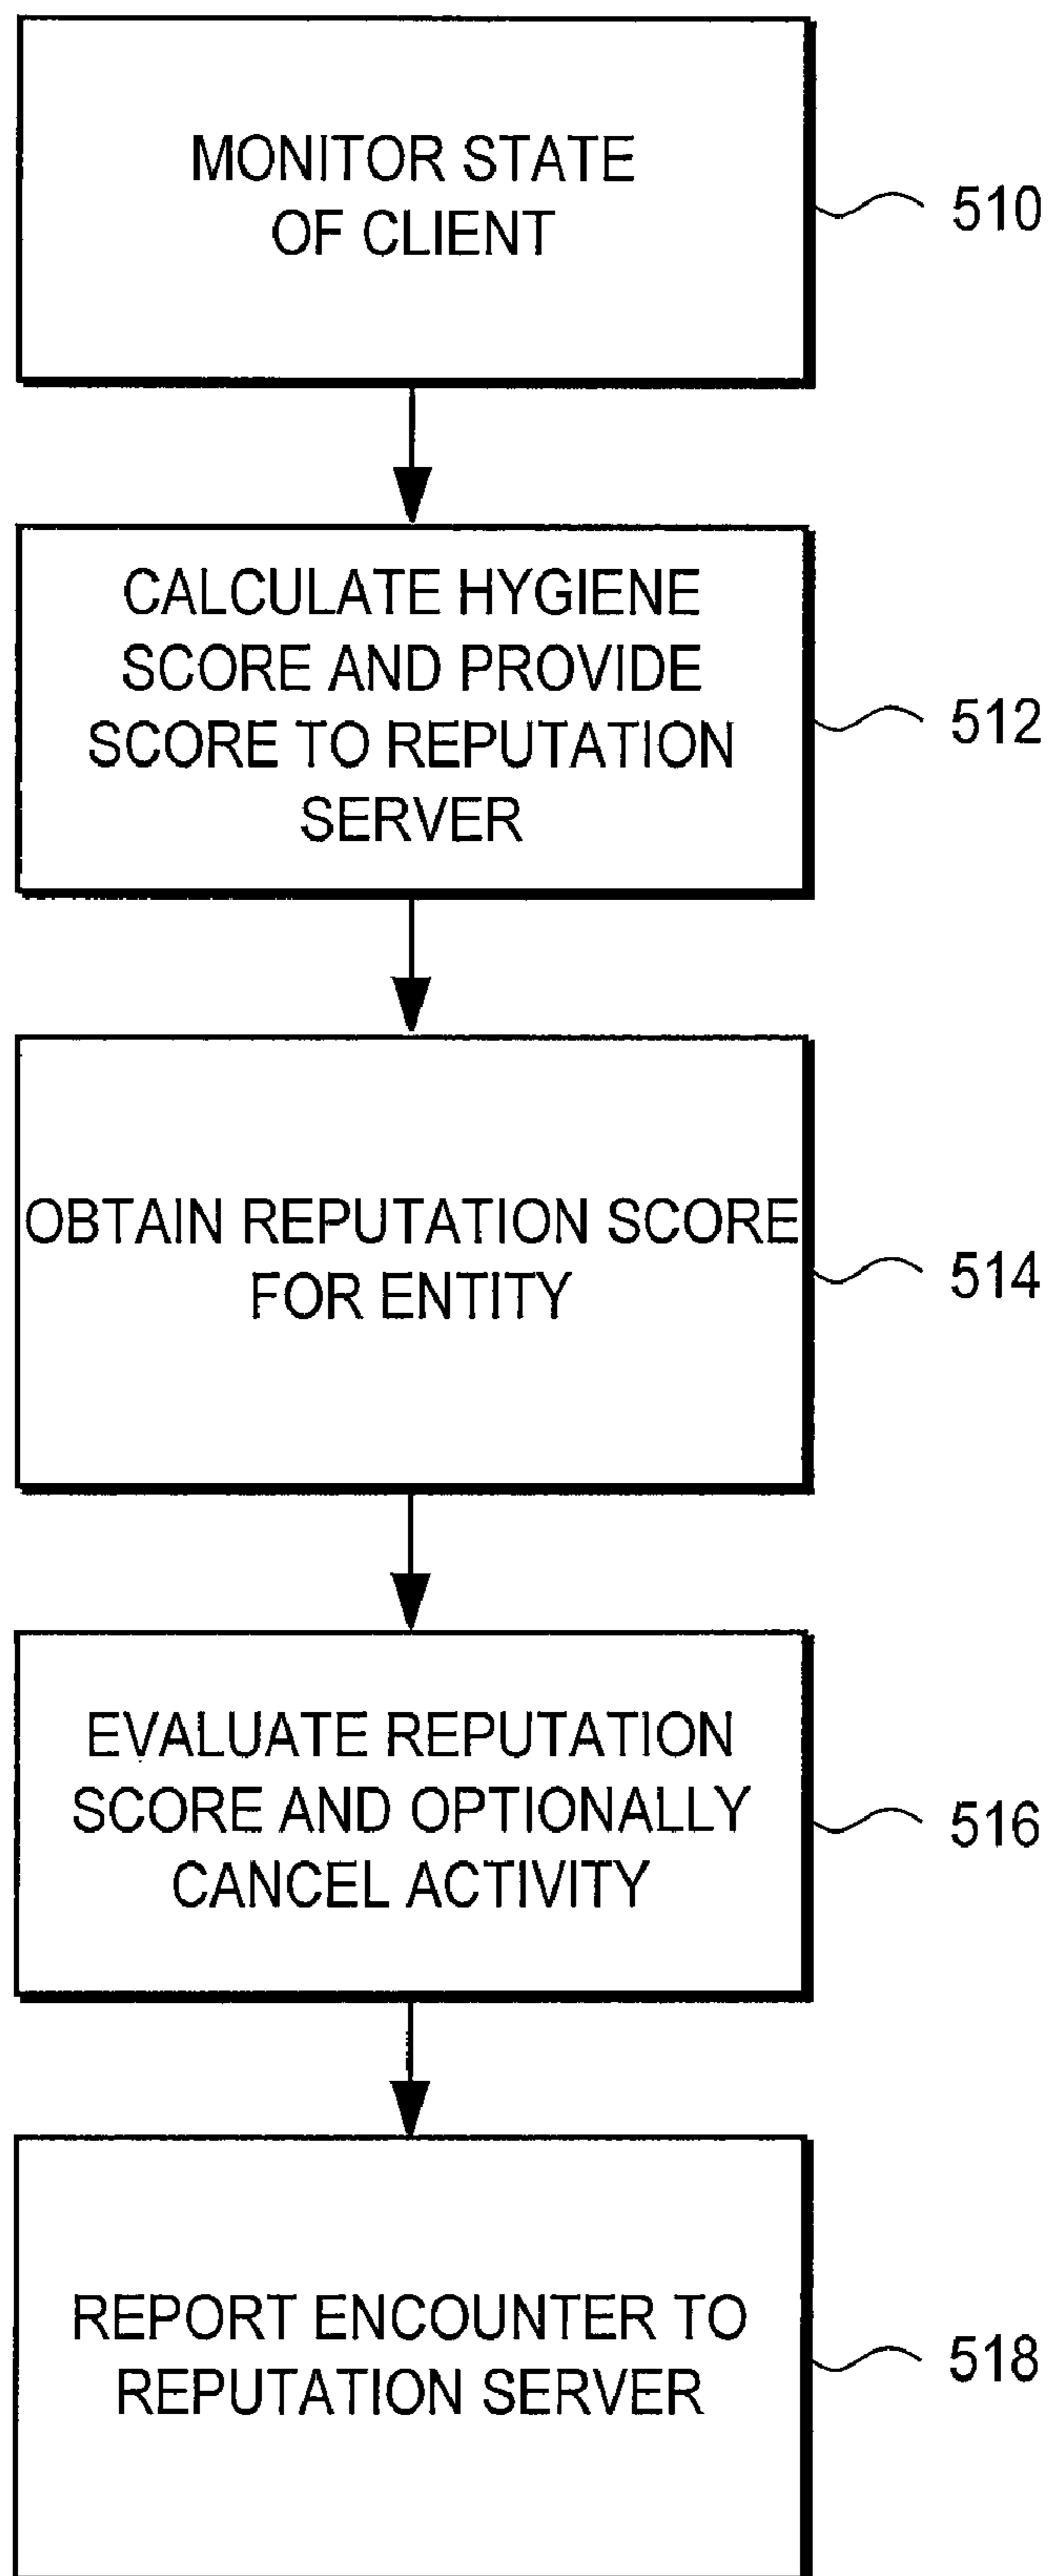 MONITOR STATE
OF CLIENT
510
CALCULATE HYGIENE
SCORE AND PROVIDE
SCORE TO REPUTATION
SERVER
512
OBTAIN REPUTATION SCORE
FOR ENTITY
514
EVALUATE REPUTATION
SCORE AND OPTIONALLY
CANCEL ACTIVITY
516
REPORT ENCOUNTER TO
REPUTATION SERVER
518